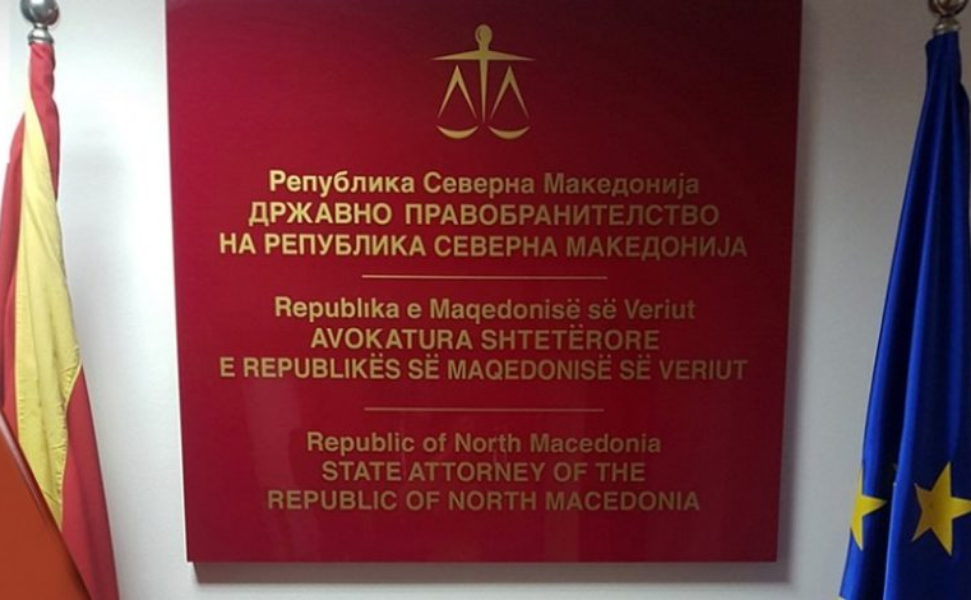 Република Северна Македонија
ДРЖАВНО ПРАВОБРАНИТЕЛСТВО
НА РЕПУБЛИКА СЕВЕРНА МАКЕДОНИЈА
Republika e Maqedonisë së Veriut
AVOKATURA SHTETËRORE
E REPUBLIKËS SË MAQEDONISË SË VERIUT
Republic of North Macedonia
STATE ATTORNEY OF THE
REPUBLIC OF NORTH MACEDONIA